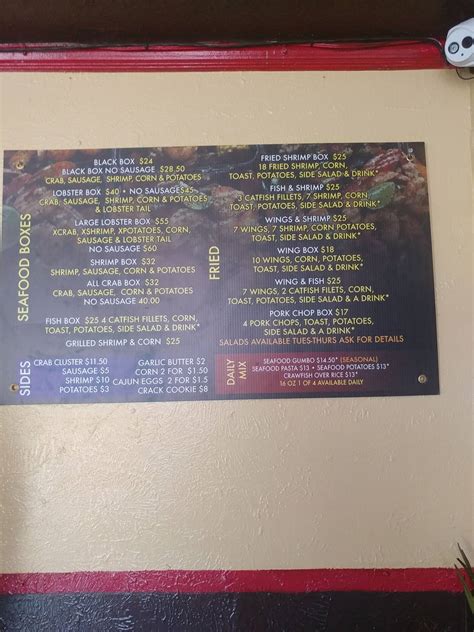 SEAFOOD BOXES
BLACK BOX $24
BLACK BOX NO SAUSAGE $28.50
CRAB, SAUSAGE, SHRIMP, CORN & POTATOES
LOBSTER BOX $40 • NO SAUSAGE $45
CRAB, SAUSAGE, SHRIMP, CORN & POTATOES
& LOBSTER TAIL
LARGE LOBSTER BOX $55
XCRAB, XSHRIMP, XPOTATOES, CORN,
SAUSAGE & LOBSTER TAIL
NO SAUSAGE $60
SHRIMP BOX $32
SHRIMP, SAUSAGE, CORN & POTATOES
ALL CRAB BOX $32
CRAB, SAUSAGE, CORN & POTATOES
NO SAUSAGE 40.00
FISH BOX $25 4 CATFISH FILLETS, CORN,
TOAST, POTATOES, SIDE SALAD & DRINK*
GRILLED SHRIMP & CORN $25
FRIED
FRIED SHRIMP BOX $25
18 FRIED SHRIMP, CORN,
TOAST, POTATOES, SIDE SALAD & DRINK*
FISH & SHRIMP $25
3 CATFISH FILLETS, 7 SHRIMP, CORN
TOAST, POTATOES, SIDE SALAD & DRINK*
WINGS & SHRIMP $25
7 WINGS, 7 SHRIMP, CORN, POTATOES,
TOAST, SIDE SALAD & DRINK*
WING BOX $18
10 WINGS, CORN, POTATOES,
TOAST, SIDE SALAD & DRINK*
WING & FISH $25
7 WINGS, 2 CATFISH FILLETS, CORN,
TOAST, POTATOES, SIDE SALAD & A DRINK*
PORK CHOP BOX $17
4 PORK CHOPS, TOAST, CORN, POTATOES,
SIDE SALAD & A DRINK*
SALADS AVAILABLE TUES-THURS ASK FOR DETAILS
SIDES
CRAB CLUSTER $11.50
SAUSAGE $5
SHRIMP $10
POTATOES $3
GARLIC BUTTER $2
CORN 2 FOR $1.50
CAJUN EGGS 2 FOR $1.5
CRACK COOKIE $8
DAILY
MIX
SEAFOOD GUMBO $14.50* (SEASONAL)
SEAFOOD PASTA $13 • SEAFOOD POTATOES $13*
CRAWFISH OVER RICE $13*
16 OZ 1 OF 4 AVAILABLE DAILY